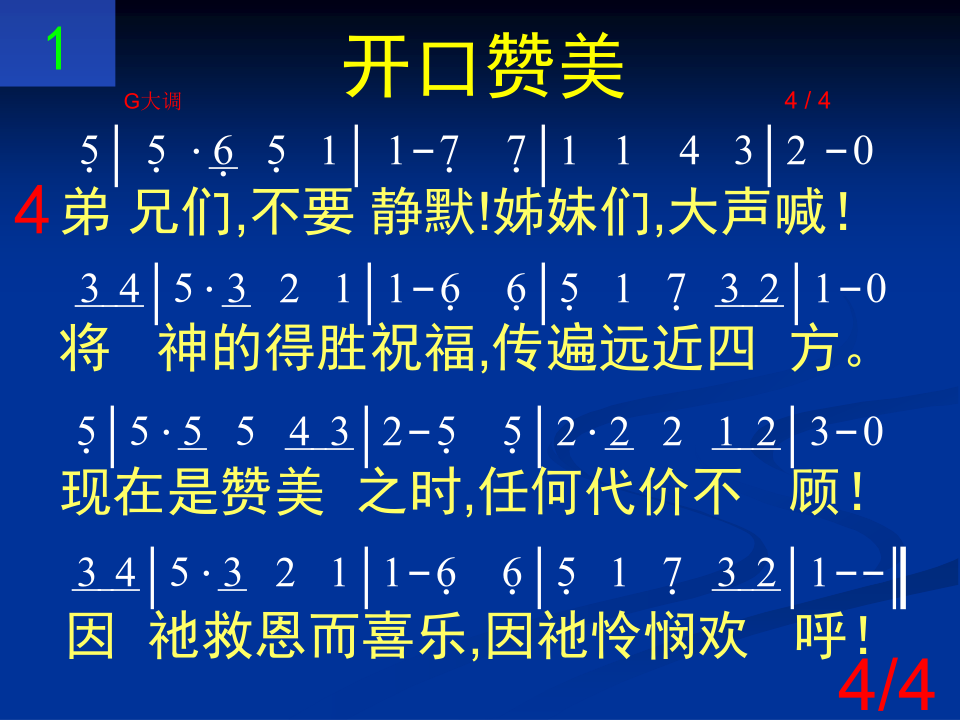 1
开口赞美
G大调 4 / 4
5̣ | 5̣ · 6̣ 5̣ 1 | 1 - 7̣ 7̣ | 1 1 4 3 | 2 - 0
4 弟 兄们,不要 静默!姊妹们,大声喊!
3 4 | 5 · 3 2 1 | 1 - 6̣ 6̣ | 5̣ 1 7̣ 3 2 | 1 - 0
将 神的得胜祝福,传遍远近四 方。
5̣ | 5 · 5 5 4 3 | 2 - 5̣ 5̣ | 2 · 2 2 1 2 | 3 - 0
现在是赞美 之时,任何代价不 顾!
3 4 | 5 · 3 2 1 | 1 - 6̣ 6̣ | 5̣ 1 7̣ 3 2 | 1 - - ‖
因 祂救恩而喜乐,因祂怜悯欢 呼!
4/4